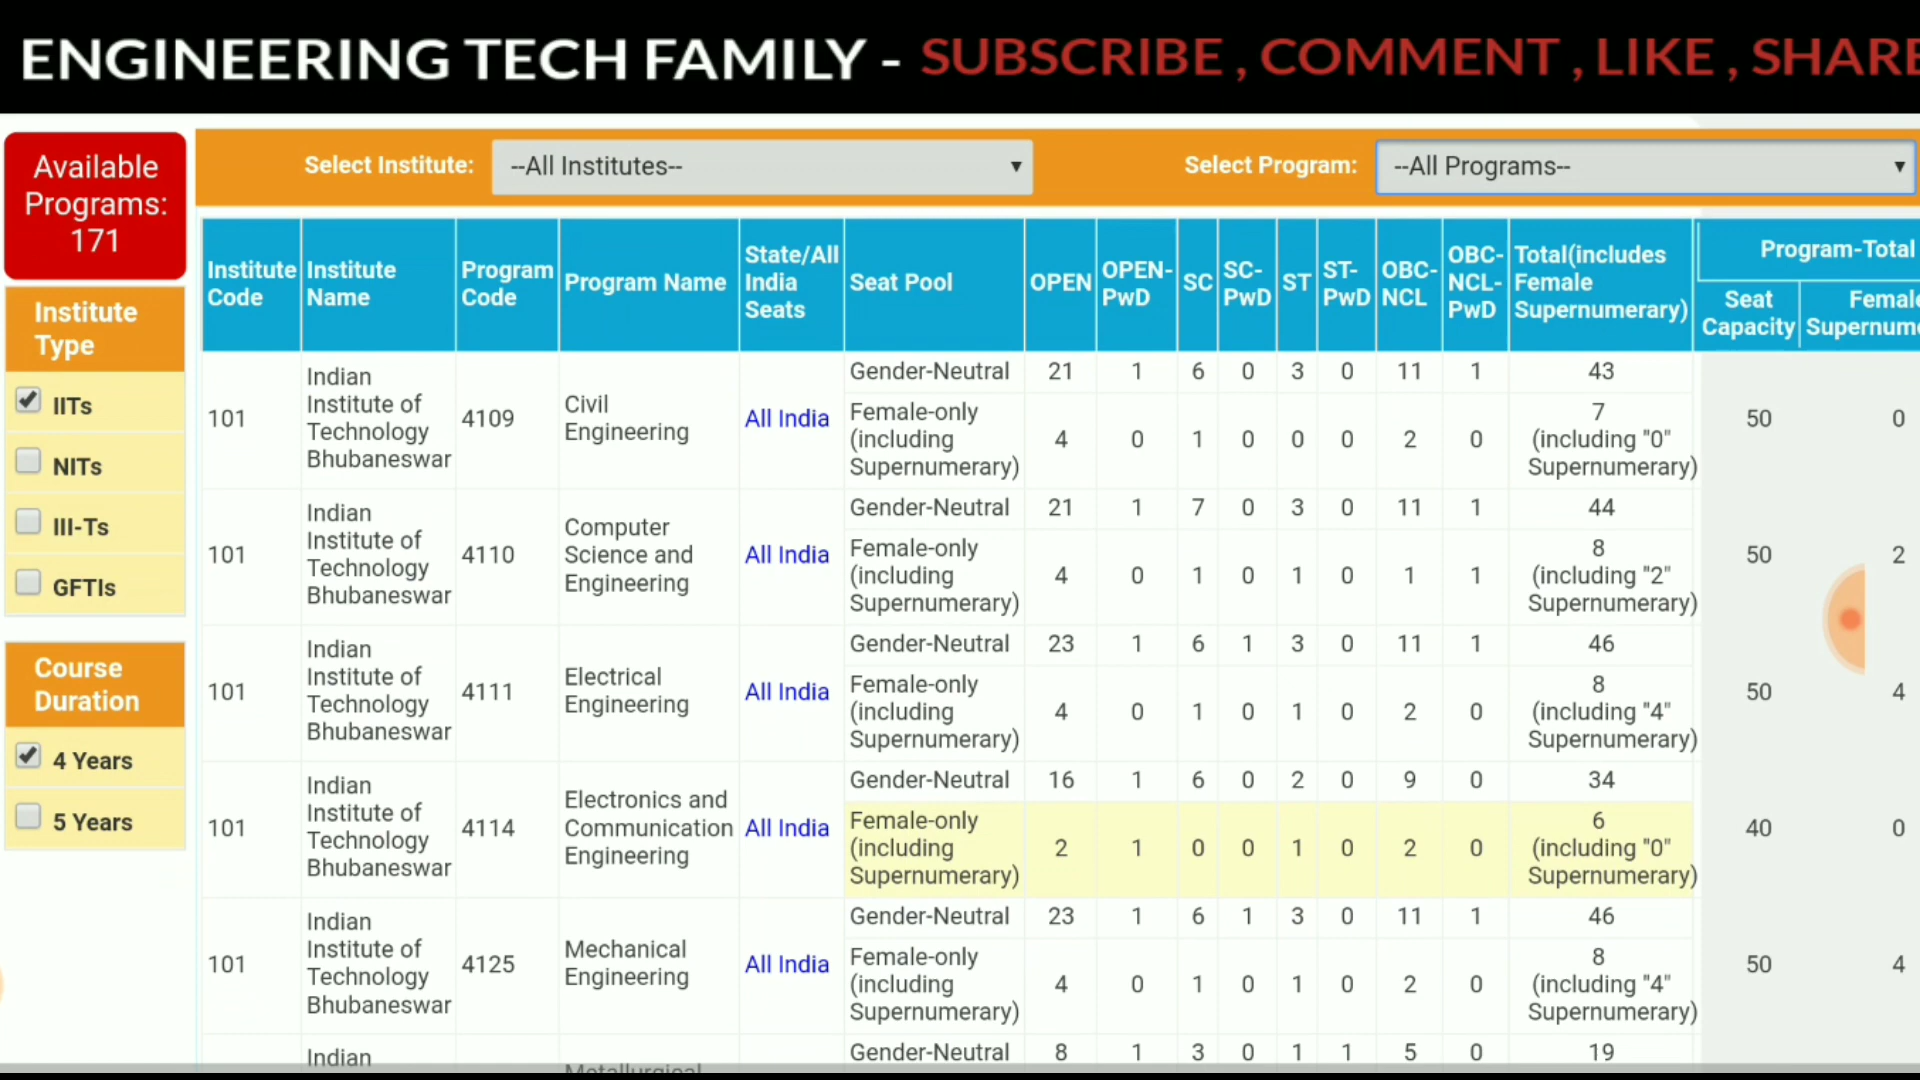 ENGINEERING TECH FAMILY - SUBSCRIBE , COMMENT , LIKE , SHARE
Available
Programs:
171
Select Institute: --All Institutes-- Select Program: --All Programs--
Institute
Type
IITs
NITs
III-Ts
GFTIs
Course
Duration
4 Years
5 Years
Institute
Code
Institute
Name
Program
Code
Program Name
State/All
India
Seats
Seat Pool
OPEN
OPEN-
PwD
SC
SC-
PwD
ST
ST-
PwD
OBC-
NCL
OBC-
NCL-
PwD
Total(includes
Female
Supernumerary)
Program-Total
Seat
Capacity
Female
Supernume
101
Indian
Institute of
Technology
Bhubaneswar
4109
Civil
Engineering
All India
Gender-Neutral 21 1 6 0 3 0 11 1 43
Female-only
(including
Supernumerary)
4 0 1 0 0 0 2 0
7
(including "0"
Supernumerary)
50 0
101
Indian
Institute of
Technology
Bhubaneswar
4110
Computer
Science and
Engineering
All India
Gender-Neutral 21 1 7 0 3 0 11 1 44
Female-only
(including
Supernumerary)
4 0 1 0 1 0 1 1
8
(including "2"
Supernumerary)
50 2
101
Indian
Institute of
Technology
Bhubaneswar
4111
Electrical
Engineering
All India
Gender-Neutral 23 1 6 1 3 0 11 1 46
Female-only
(including
Supernumerary)
4 0 1 0 1 0 2 0
8
(including "4"
Supernumerary)
50 4
101
Indian
Institute of
Technology
Bhubaneswar
4114
Electronics and
Communication
Engineering
All India
Gender-Neutral 16 1 6 0 2 0 9 0 34
Female-only
(including
Supernumerary)
2 1 0 0 1 0 2 0
6
(including "0"
Supernumerary)
40 0
101
Indian
Institute of
Technology
Bhubaneswar
4125
Mechanical
Engineering
All India
Gender-Neutral 23 1 6 1 3 0 11 1 46
Female-only
(including
Supernumerary)
4 0 1 0 1 0 2 0
8
(including "4"
Supernumerary)
50 4
Indian
Metallurgical
Gender-Neutral 8 1 3 0 1 1 5 0 19